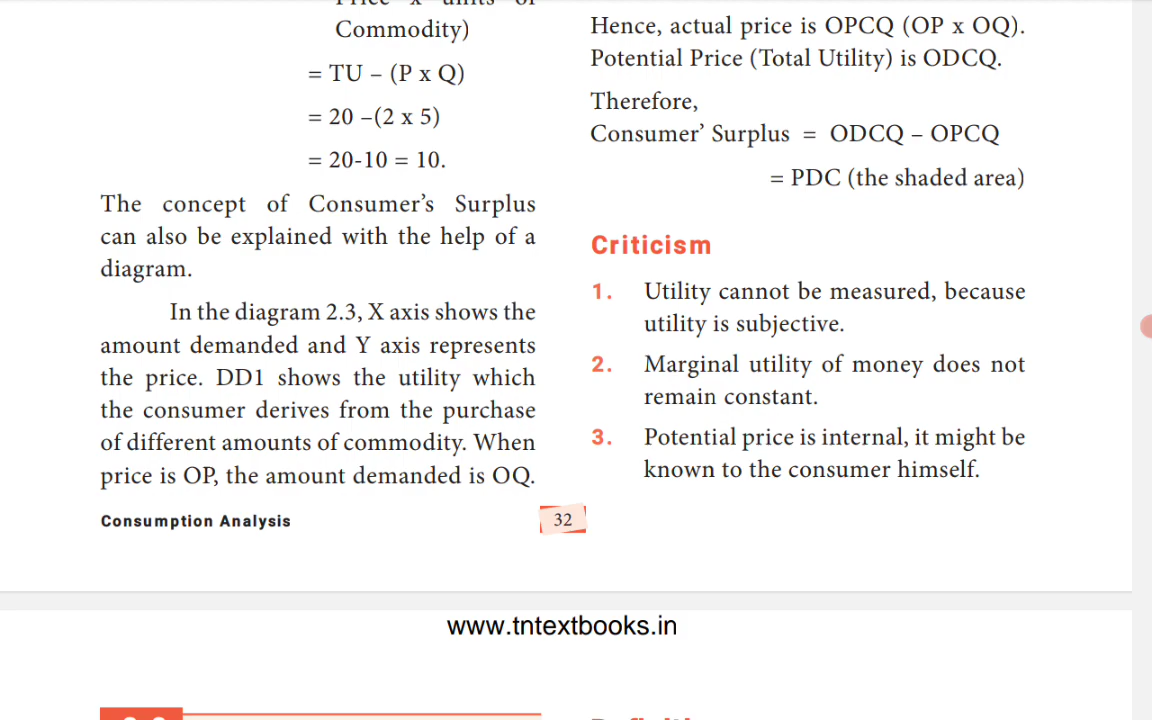 Price x units of
Commodity)
= TU – (P x Q)
= 20 –(2 x 5)
= 20-10 = 10.
The concept of Consumer’s Surplus
can also be explained with the help of a
diagram.
In the diagram 2.3, X axis shows the
amount demanded and Y axis represents
the price. DD1 shows the utility which
the consumer derives from the purchase
of different amounts of commodity. When
price is OP, the amount demanded is OQ.
Hence, actual price is OPCQ (OP x OQ).
Potential Price (Total Utility) is ODCQ.
Therefore,
Consumer’ Surplus = ODCQ – OPCQ
= PDC (the shaded area)
Criticism
1. Utility cannot be measured, because
utility is subjective.
2. Marginal utility of money does not
remain constant.
3. Potential price is internal, it might be
known to the consumer himself.
Consumption Analysis
32
www.tntextbooks.in